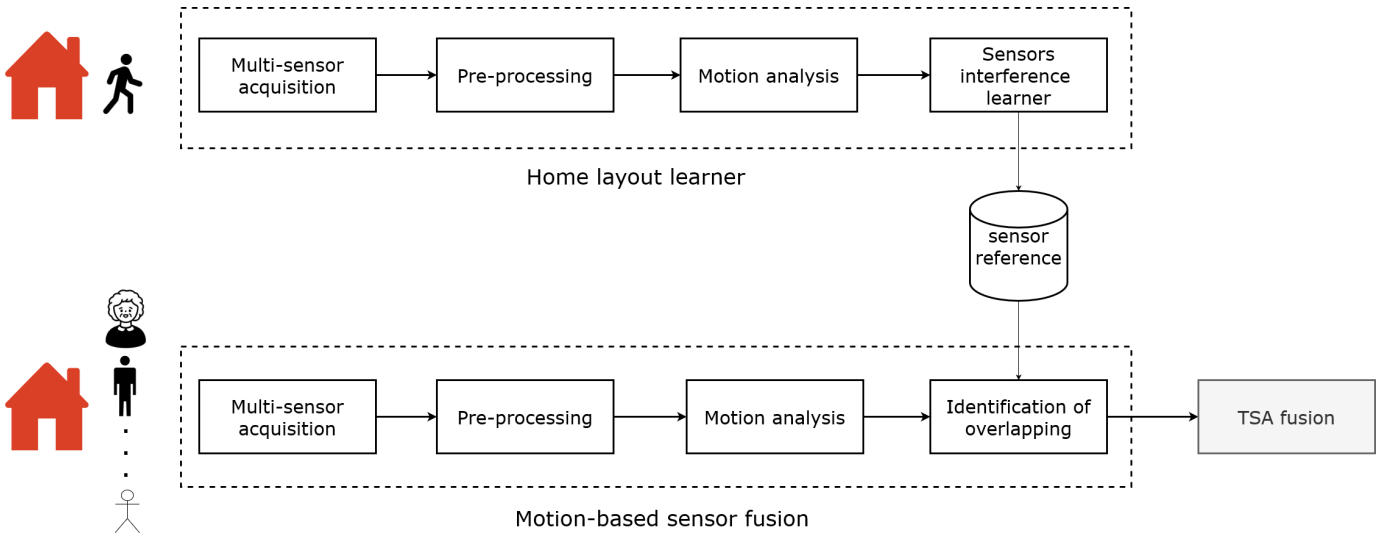 Multi-sensor
acquisition
Pre-processing
Motion analysis
Sensors
interference
learner
Home layout learner
sensor
reference
Multi-sensor
acquisition
Pre-processing
Motion analysis
Identification of
overlapping
TSA fusion
Motion-based sensor fusion